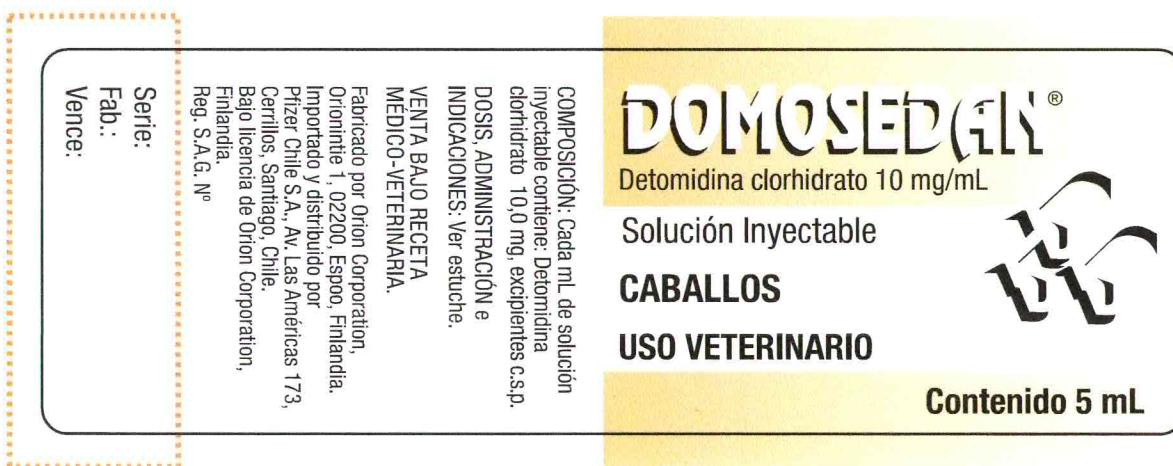 DOMOSEDAN®
Detomidina clorhidrato 10 mg/mL
Solución Inyectable
CABALLOS
USO VETERINARIO
Contenido 5 mL
COMPOSICIÓN: Cada mL de solución
inyectable contiene: Detomidina
clorhidrato 10,0 mg, excipientes c.s.p.
DOSIS, ADMINISTRACIÓN e
INDICACIONES: Ver estuche.
VENTA BAJO RECETA
MÉDICO-VETERINARIA.
Fabricado por Orion Corporation,
Orionintie 1, 02200, Espoo, Finlandia.
Importado y distribuido por
Pfizer Chile S.A., Av. Las Américas 173,
Cerrillos, Santiago, Chile.
Bajo licencia de Orion Corporation,
Finlandia.
Reg. S.A.G. Nº
Serie:
Fab.:
Vence: